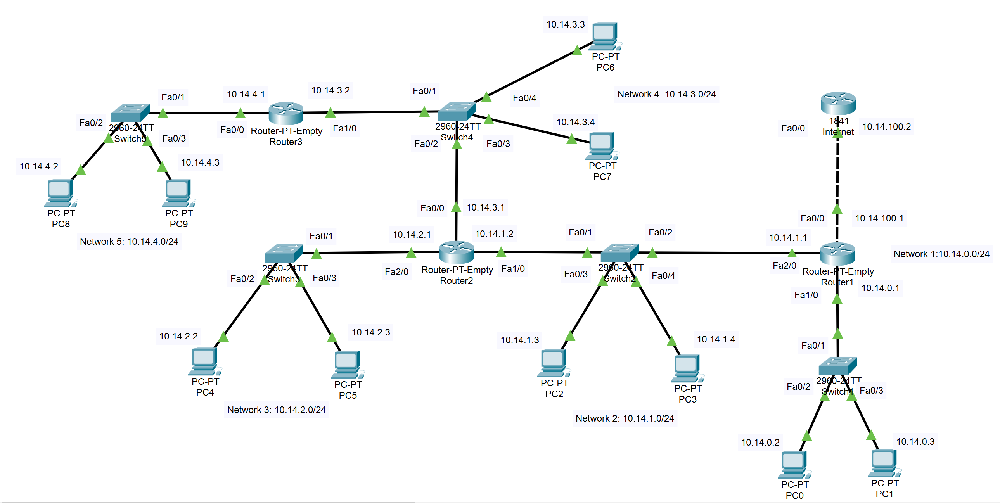 10.14.3.3
PC-PT
PC6
10.14.4.1
10.14.3.2
Fa0/1
Fa0/1
Fa0/4
Network 4: 10.14.3.0/24
Fa0/2
2960-24TT
Switch5
Fa0/3
Fa0/0
Router-PT-Empty
Router3
Fa1/0
2960-24TT
Switch4
Fa0/2
Fa0/3
10.14.3.4
PC-PT
PC7
Fa0/0
1841
Internet
10.14.100.2
10.14.4.2
10.14.4.3
PC-PT
PC8
PC-PT
PC9
Network 5: 10.14.4.0/24
Fa0/0
10.14.3.1
Fa0/0
10.14.100.1
Fa0/1
10.14.2.1
10.14.1.2
Fa0/1
Fa0/2
10.14.1.1
Network 1:10.14.0.0/24
Fa0/2
2960-24TT
Switch3
Fa0/3
Fa2/0
Router-PT-Empty
Router2
Fa1/0
Fa0/3
2960-24TT
Switch2
Fa0/4
Fa2/0
Router-PT-Empty
Router1
10.14.0.1
Fa1/0
10.14.2.2
10.14.2.3
10.14.1.3
10.14.1.4
Fa0/1
PC-PT
PC4
PC-PT
PC5
PC-PT
PC2
PC-PT
PC3
Fa0/2
2960-24TT
Switch1
Fa0/3
Network 3: 10.14.2.0/24
Network 2: 10.14.1.0/24
10.14.0.2
10.14.0.3
PC-PT
PC0
PC-PT
PC1